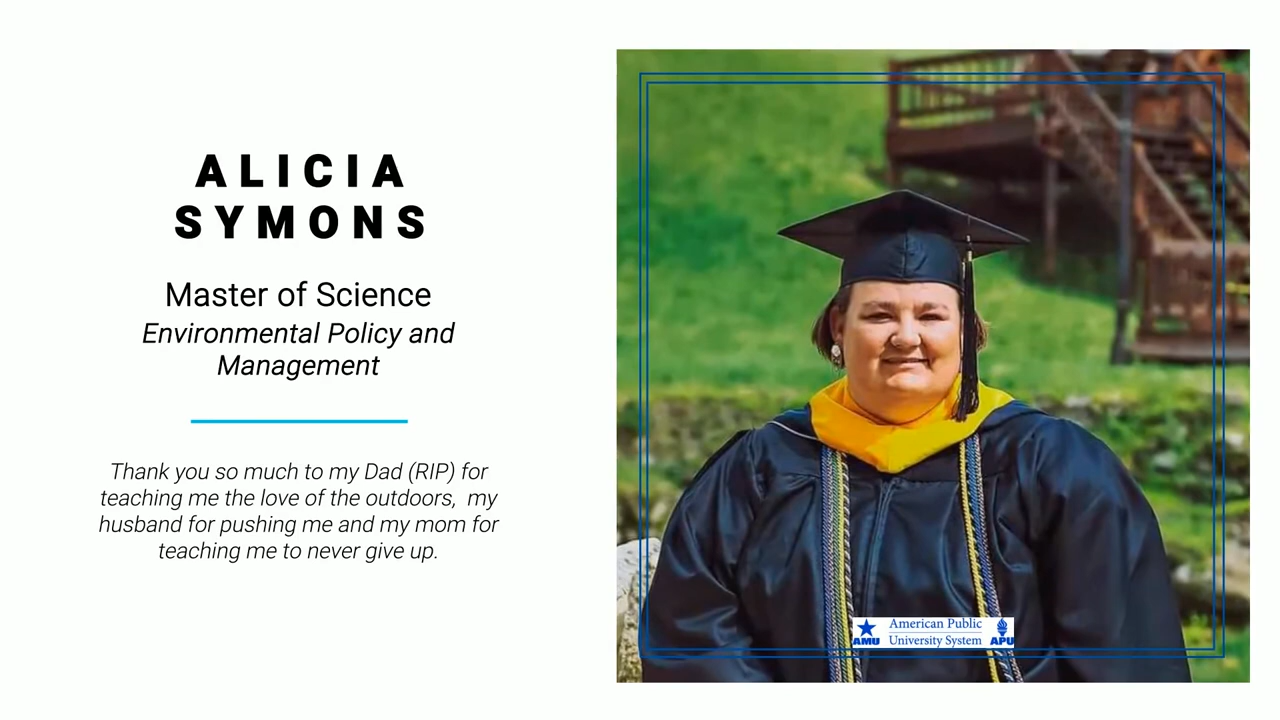 ALICIA
SYMONS
Master of Science
Environmental Policy and
Management
Thank you so much to my Dad (RIP) for
teaching me the love of the outdoors,  my
husband for pushing me and my mom for
teaching me to never give up.
American Public
University System
AMU
APU